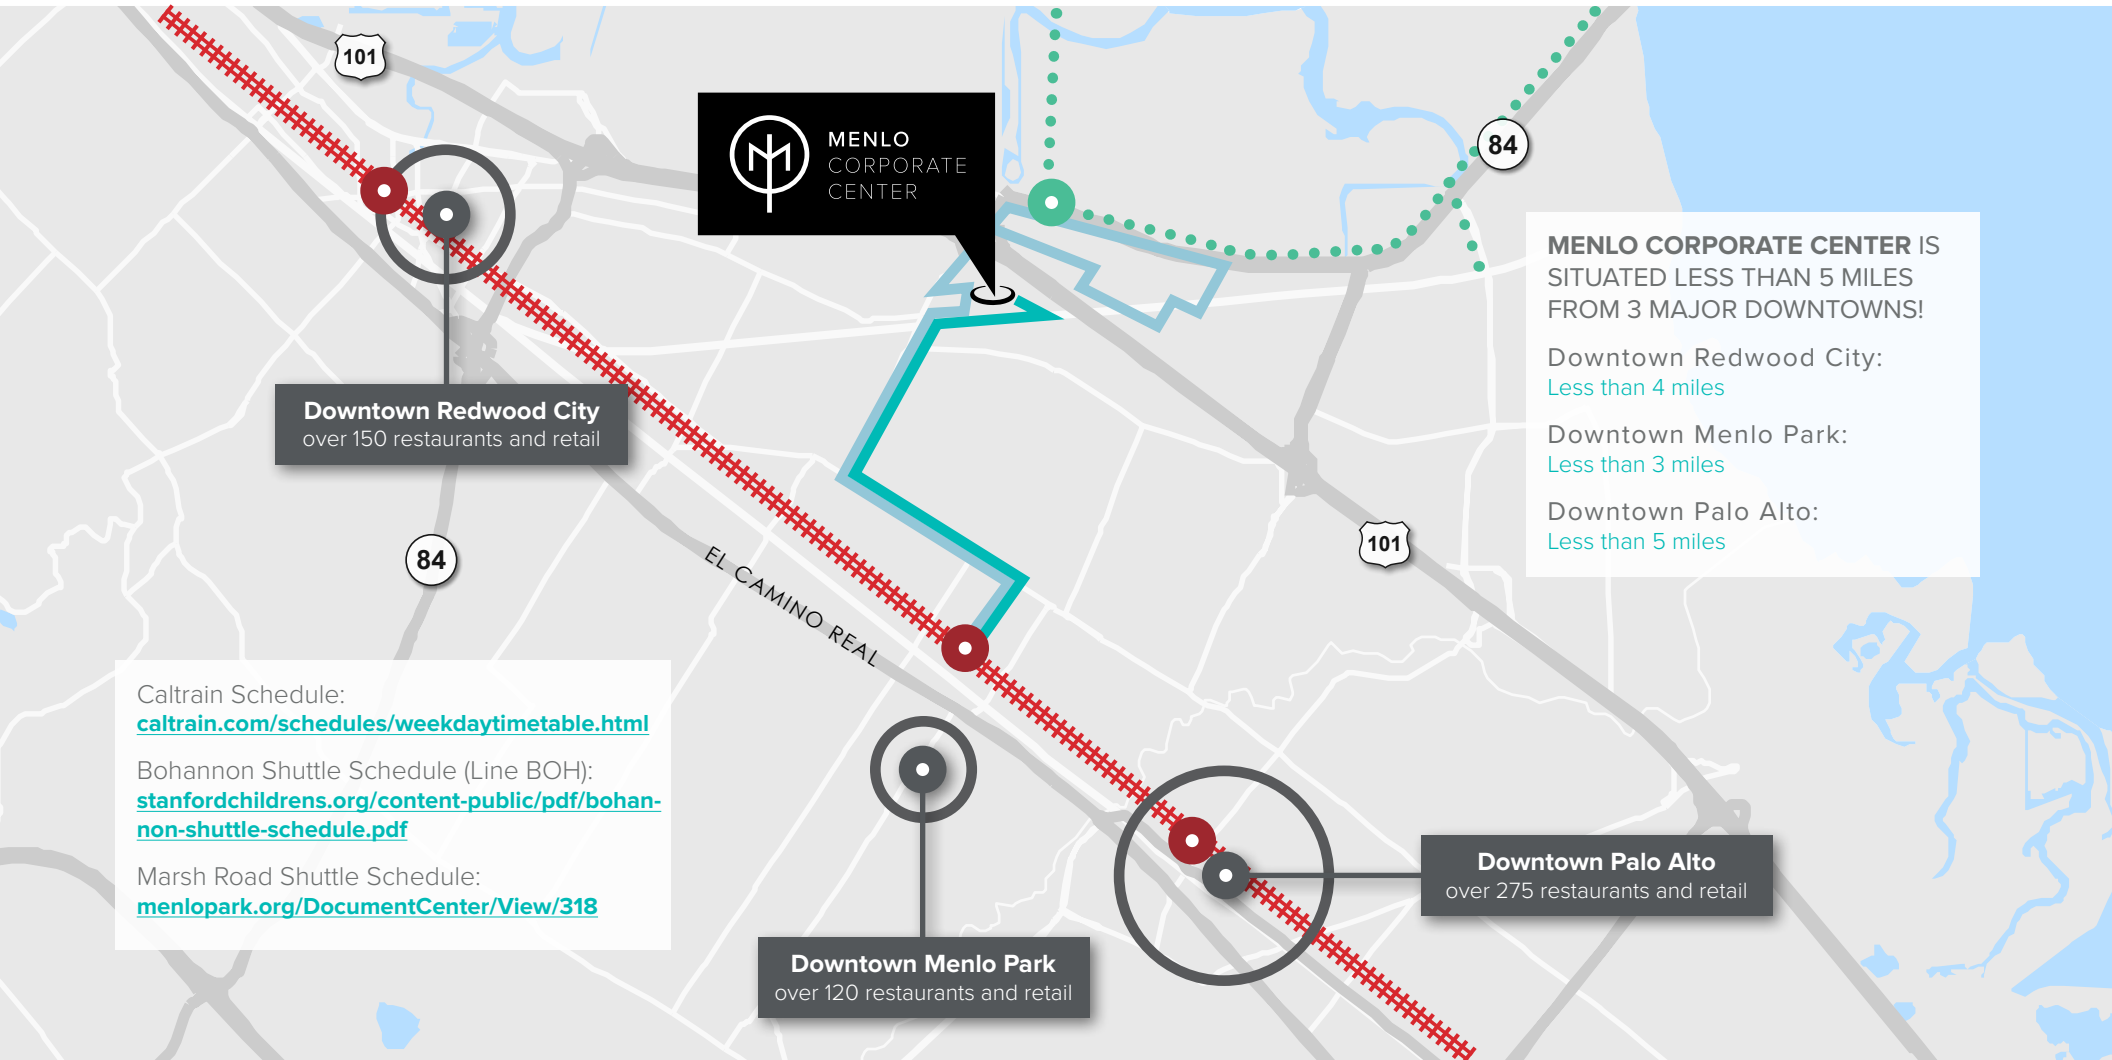 101
MENLO
CORPORATE
CENTER
84
MENLO CORPORATE CENTER IS
SITUATED LESS THAN 5 MILES
FROM 3 MAJOR DOWNTOWNS!
Downtown Redwood City:
Less than 4 miles
Downtown Menlo Park:
Less than 3 miles
Downtown Palo Alto:
Less than 5 miles
Downtown Redwood City
over 150 restaurants and retail
84
EL CAMINO REAL
101
Caltrain Schedule:
caltrain.com/schedules/weekdaytimetable.html
Bohannon Shuttle Schedule (Line BOH):
stanfordchildrens.org/content-public/pdf/bohan-
non-shuttle-schedule.pdf
Marsh Road Shuttle Schedule:
menlopark.org/DocumentCenter/View/318
Downtown Palo Alto
over 275 restaurants and retail
Downtown Menlo Park
over 120 restaurants and retail